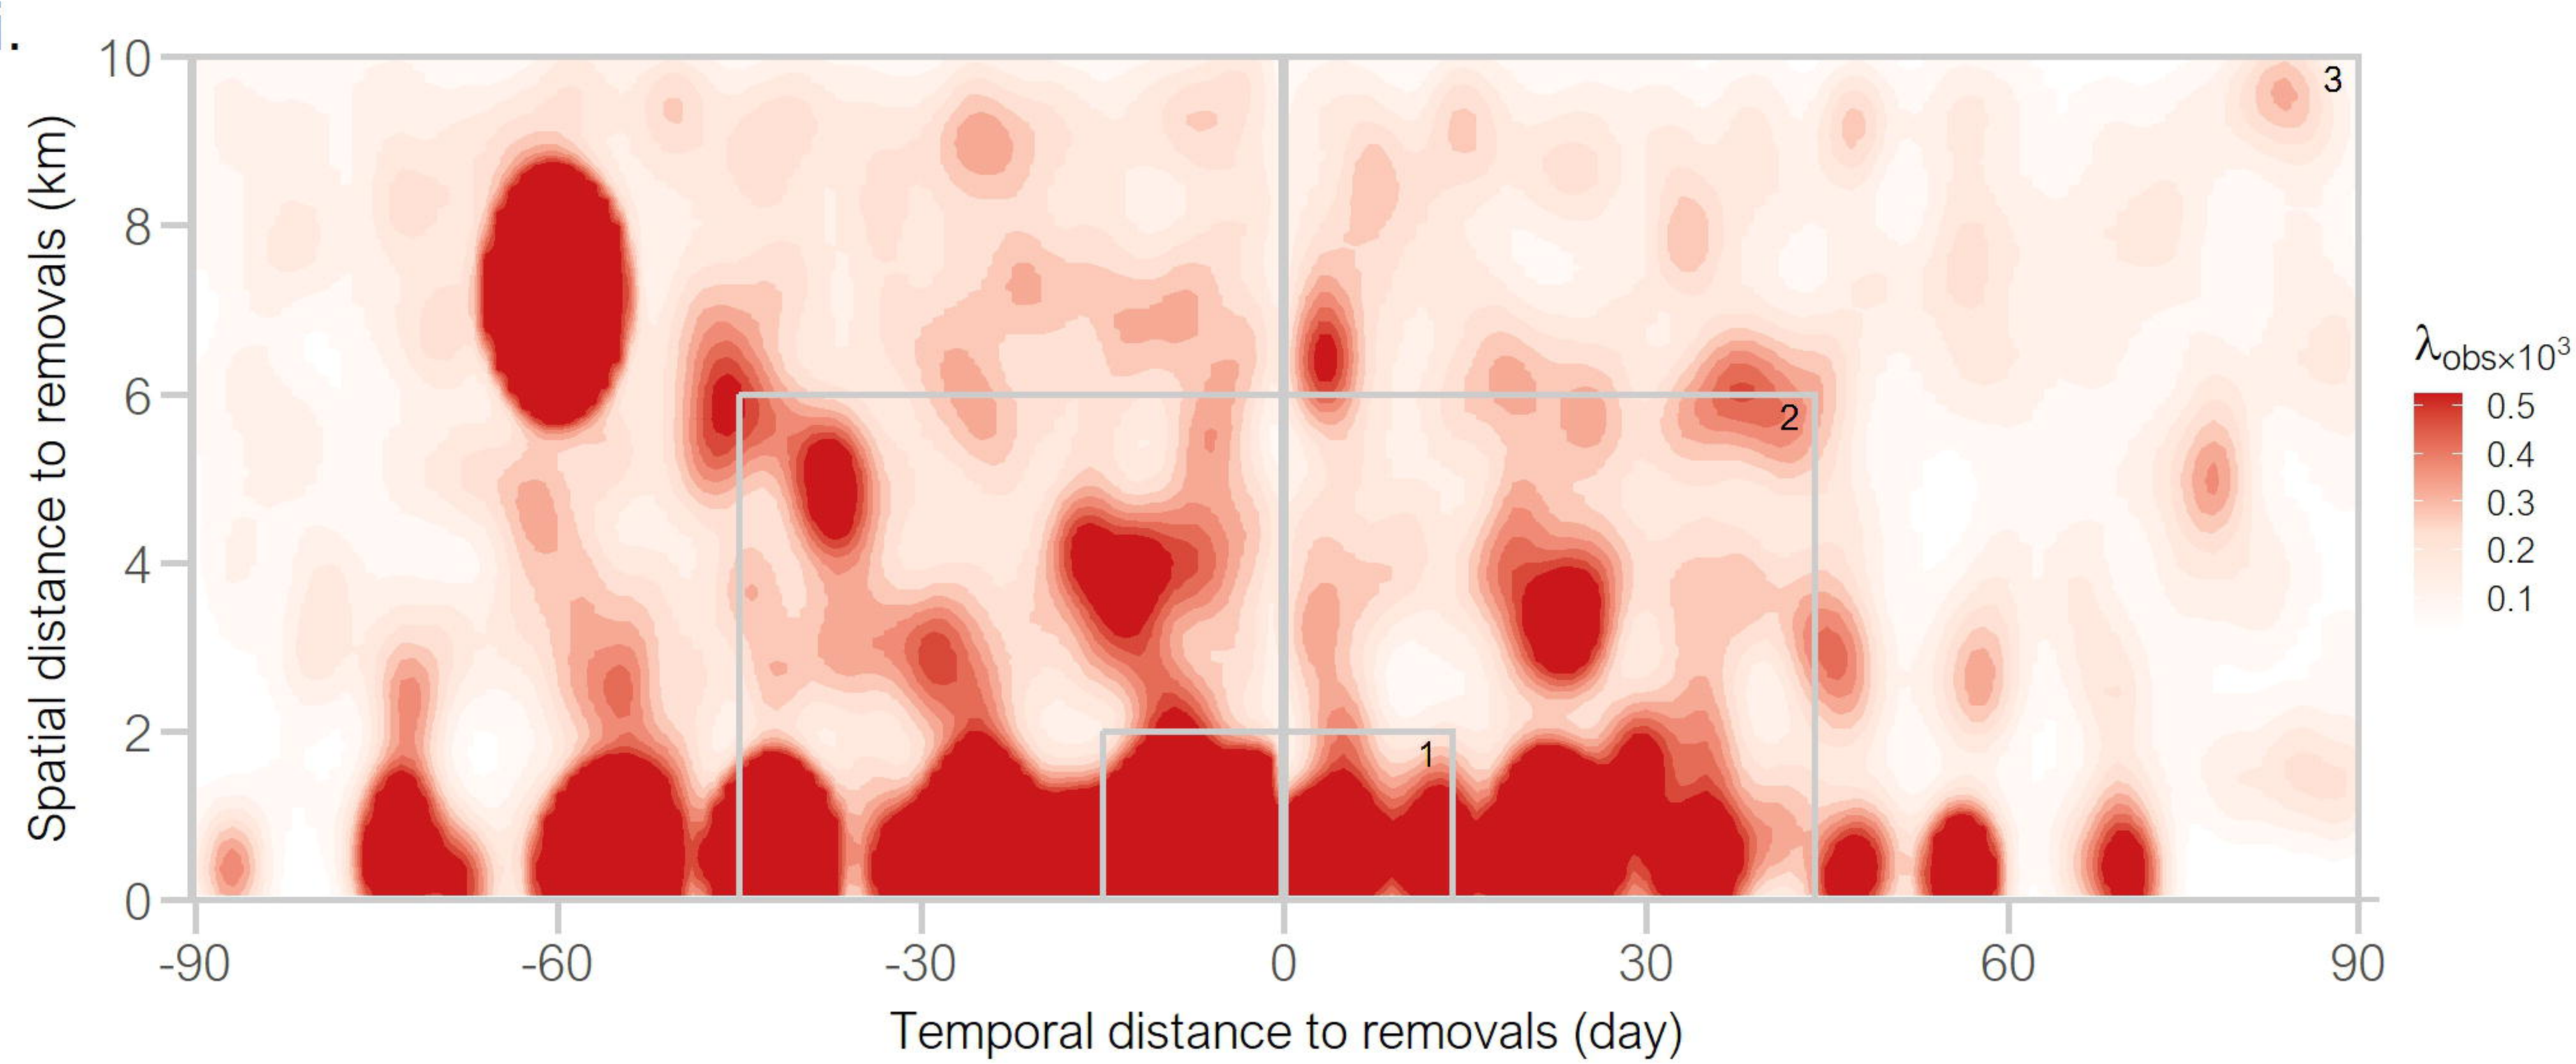 i.
10
8
6
4
2
0
Spatial distance to removals (km)
3
2
1
-90 -60 -30 0 30 60 90
Temporal distance to removals (day)
λobs×10³
0.5
0.4
0.3
0.2
0.1